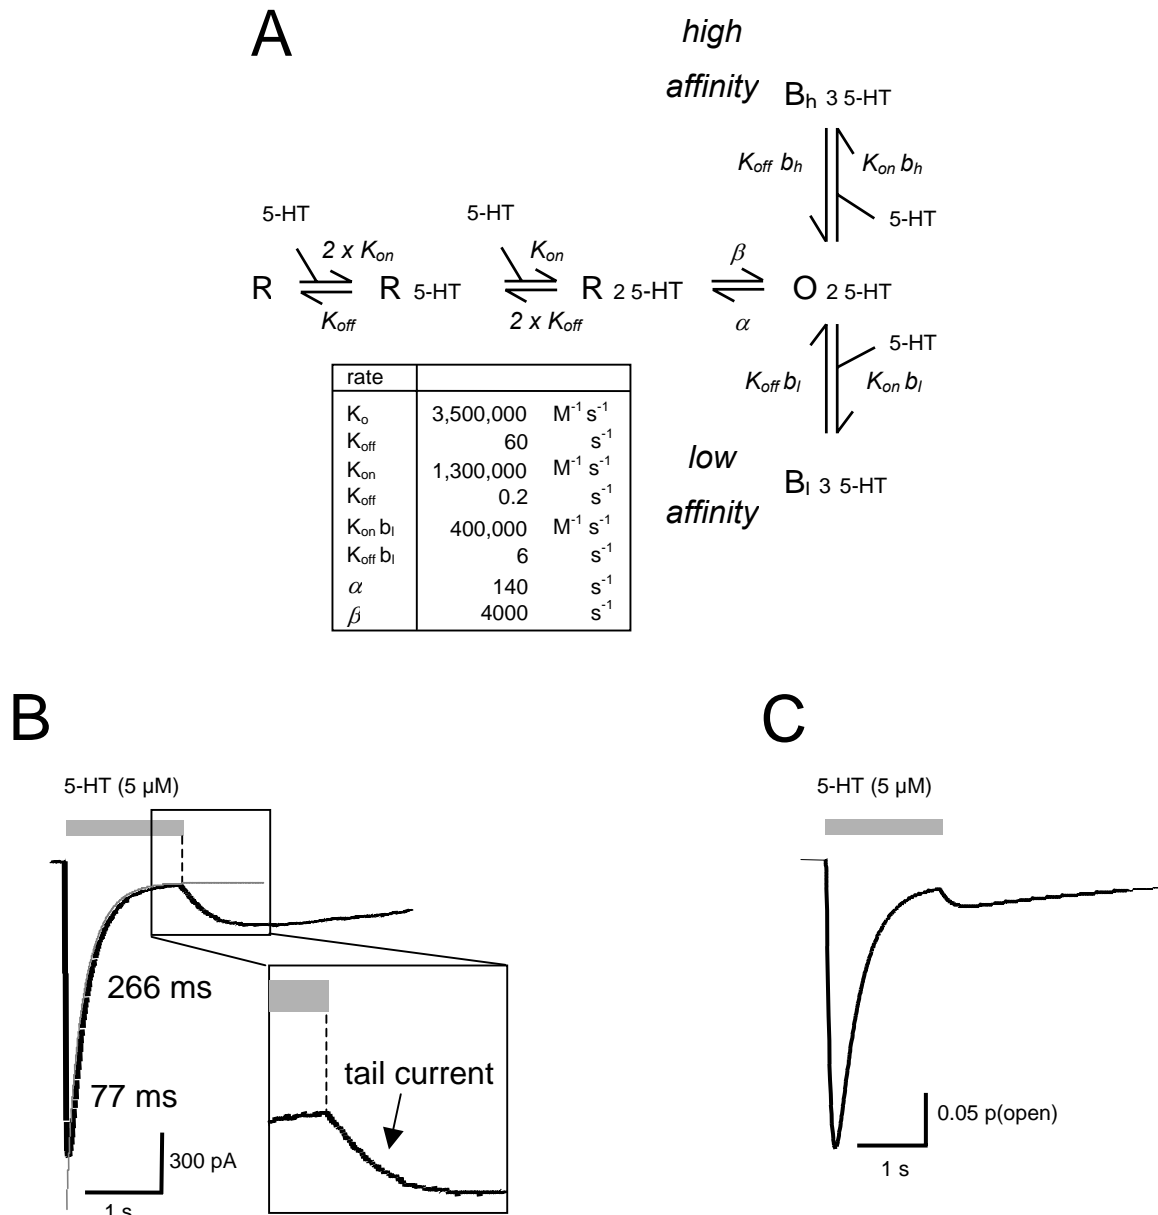 A
high
affinity
Bh 3 5-HT
Koff bh
Kon bh
5-HT
5-HT
5-HT
2 x Kon
Kon
β
R
R 5-HT
R 2 5-HT
O 2 5-HT
Koff
2 x Koff
α
5-HT
Koff bl
Kon bl
low
affinity
Bl 3 5-HT
rate
Ko 3,500,000 M-1 s-1
Koff 60 s-1
Kon 1,300,000 M-1 s-1
Koff 0.2 s-1
Kon bl 400,000 M-1 s-1
Koff bl 6 s-1
α 140 s-1
β 4000 s-1
B
5-HT (5 µM)
266 ms
77 ms
300 pA
1 s
tail current
C
5-HT (5 µM)
0.05 p(open)
1 s